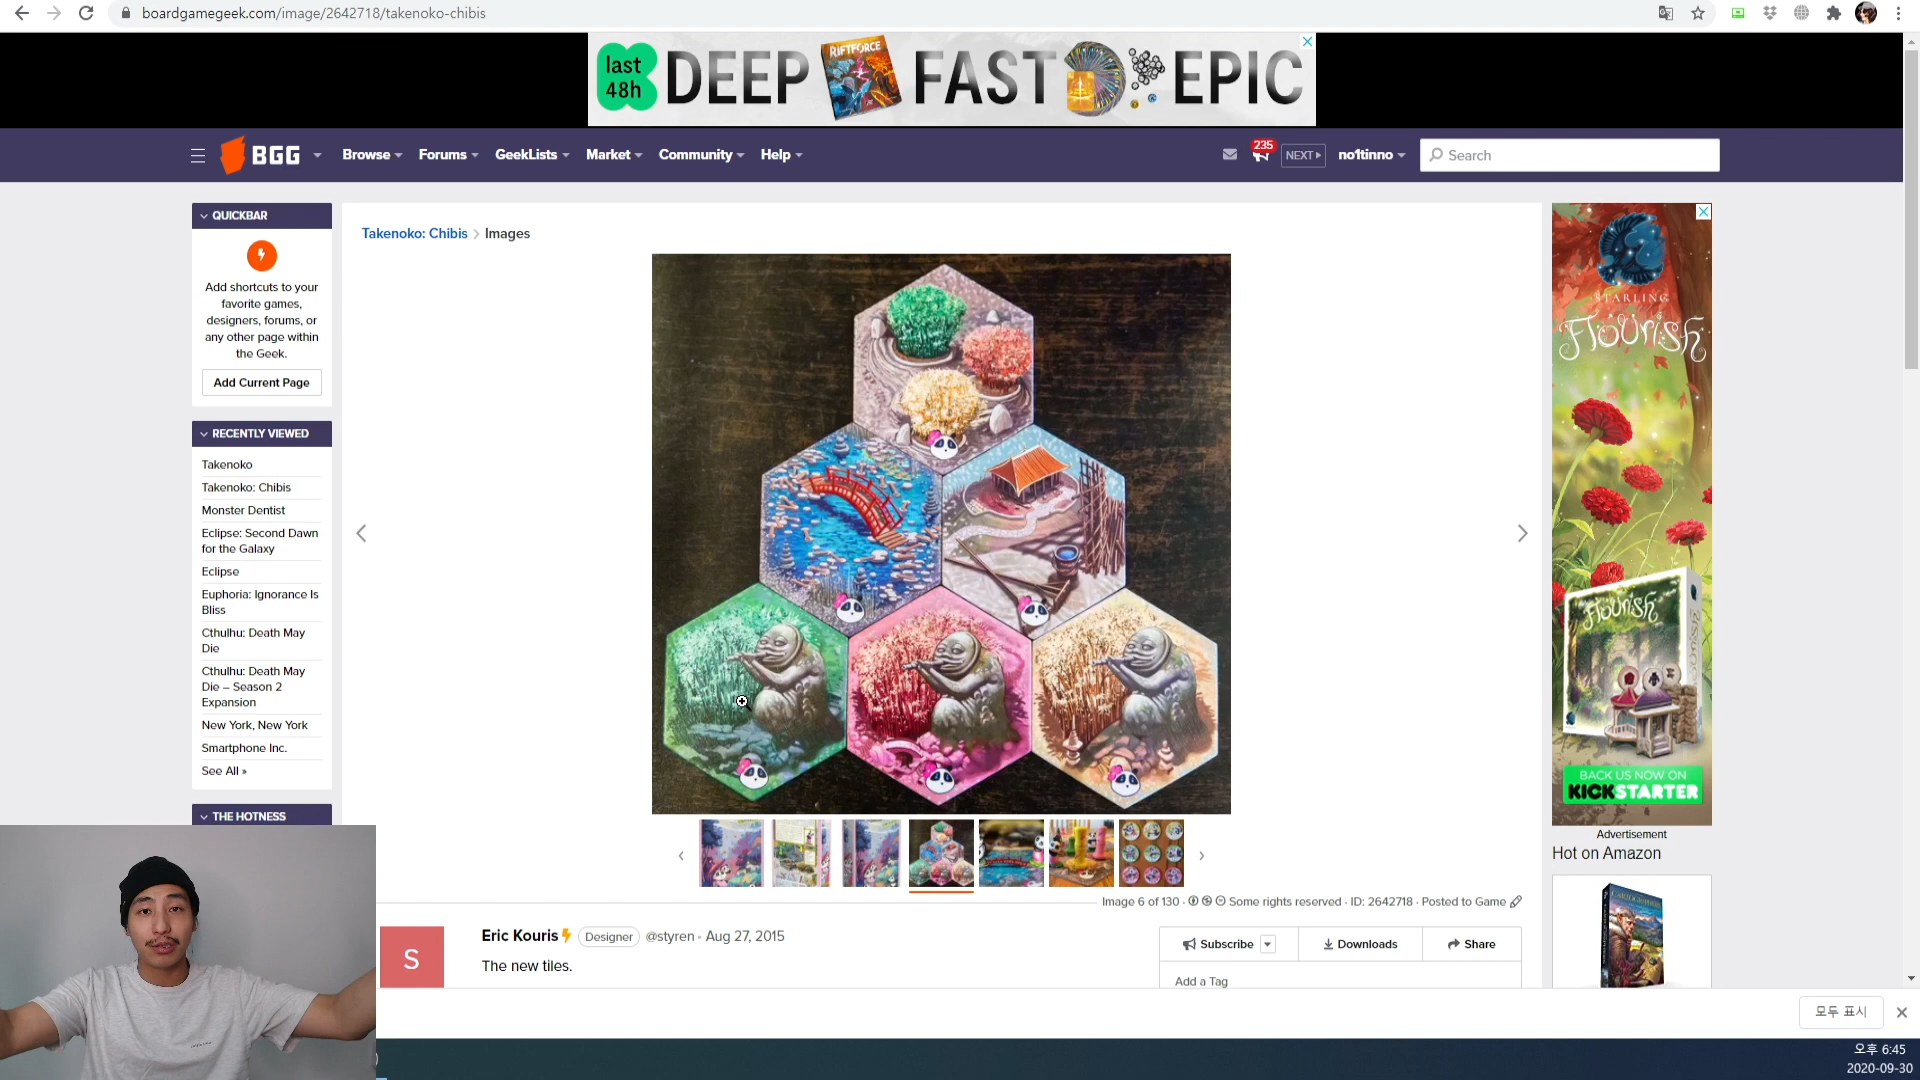 boardgamegeek.com/image/2642718/takenoko-chibis
last
48h
DEEP
RIFTFORCE
FAST
EPIC
BGG
Browse
Forums
GeekLists
Market
Community
Help
235
NEXT
no1tinno
Search
QUICKBAR
Add shortcuts to your
favorite games,
designers, forums, or
any other page within
the Geek.
Add Current Page
RECENTLY VIEWED
Takenoko
Takenoko: Chibis
Monster Dentist
Eclipse: Second Dawn
for the Galaxy
Eclipse
Euphoria: Ignorance Is
Bliss
Cthulhu: Death May
Die
Cthulhu: Death May
Die – Season 2
Expansion
New York, New York
Smartphone Inc.
See All »
THE HOTNESS
Takenoko: Chibis
Images
Image 6 of 130 · Some rights reserved · ID: 2642718 · Posted to Game
S
Eric Kouris
Designer
@styren · Aug 27, 2015
The new tiles.
Subscribe
Downloads
Share
Add a Tag
STARLING
Flourish
Flourish
BACK US NOW ON
KICKSTARTER
Advertisement
Hot on Amazon
모두 표시
오후 6:45
2020-09-30